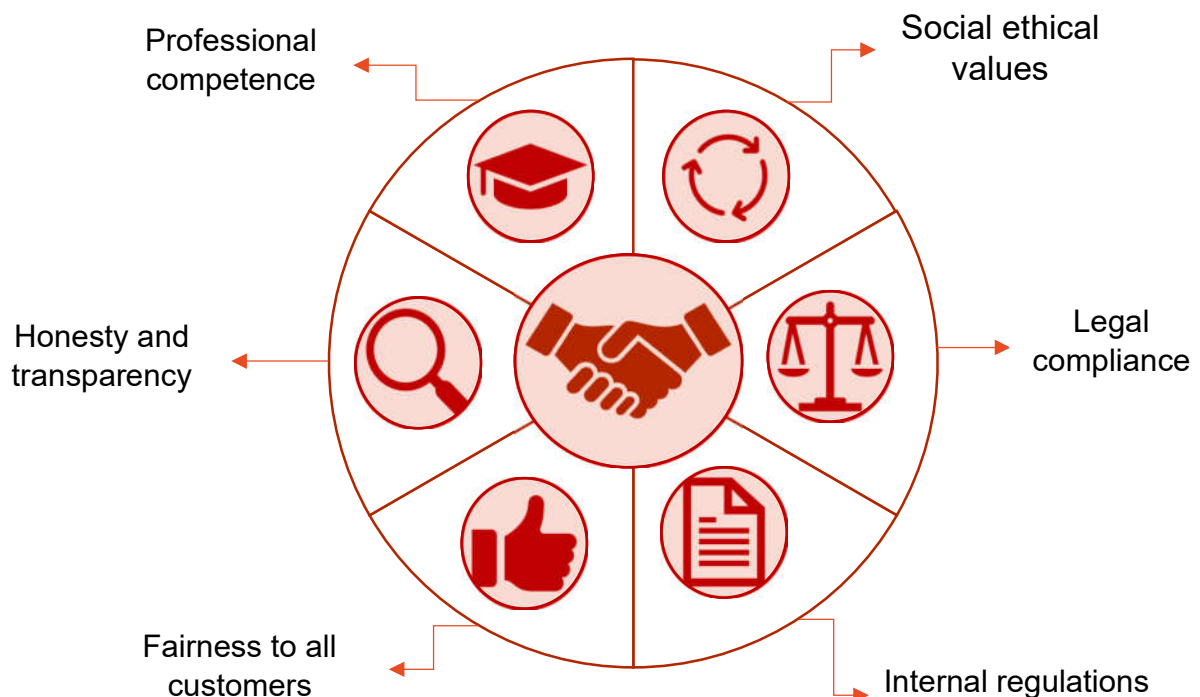 Professional
competence
Social ethical
values
Honesty and
transparency
Legal
compliance
Fairness to all
customers
Internal regulations